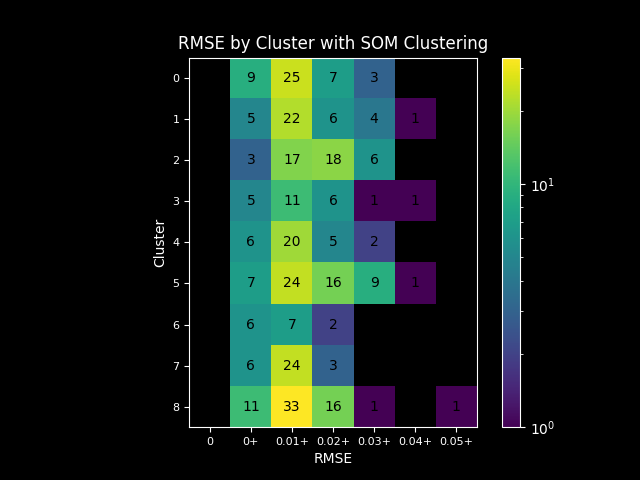 RMSE by Cluster with SOM Clustering
0 9 25 7 3
1 5 22 6 4 1
2 3 17 18 6
3 5 11 6 1 1
4 6 20 5 2
5 7 24 16 9 1
6 6 7 2
7 6 24 3
8 11 33 16 1 1
0 0+ 0.01+ 0.02+ 0.03+ 0.04+ 0.05+
RMSE
Cluster
10¹
10⁰